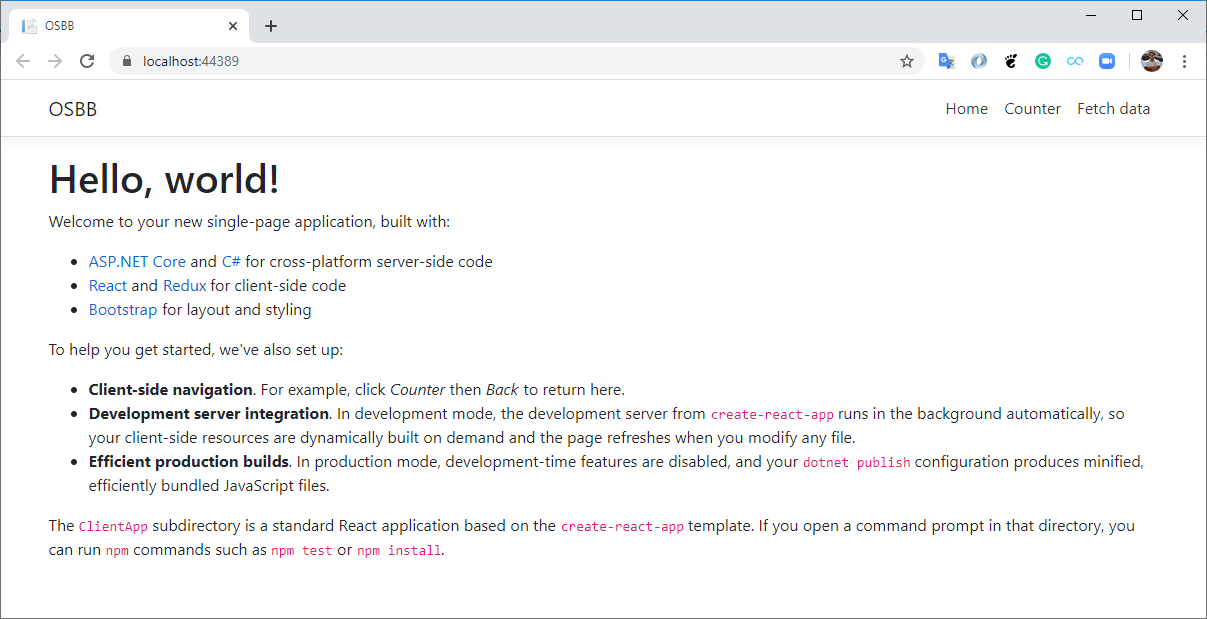 OSBB
localhost:44389
OSBB
Home Counter Fetch data
Hello, world!
Welcome to your new single-page application, built with:
ASP.NET Core and C# for cross-platform server-side code
React and Redux for client-side code
Bootstrap for layout and styling
To help you get started, we've also set up:
Client-side navigation. For example, click Counter then Back to return here.
Development server integration. In development mode, the development server from create-react-app runs in the background automatically, so
your client-side resources are dynamically built on demand and the page refreshes when you modify any file.
Efficient production builds. In production mode, development-time features are disabled, and your dotnet publish configuration produces minified,
efficiently bundled JavaScript files.
The ClientApp subdirectory is a standard React application based on the create-react-app template. If you open a command prompt in that directory, you
can run npm commands such as npm test or npm install.